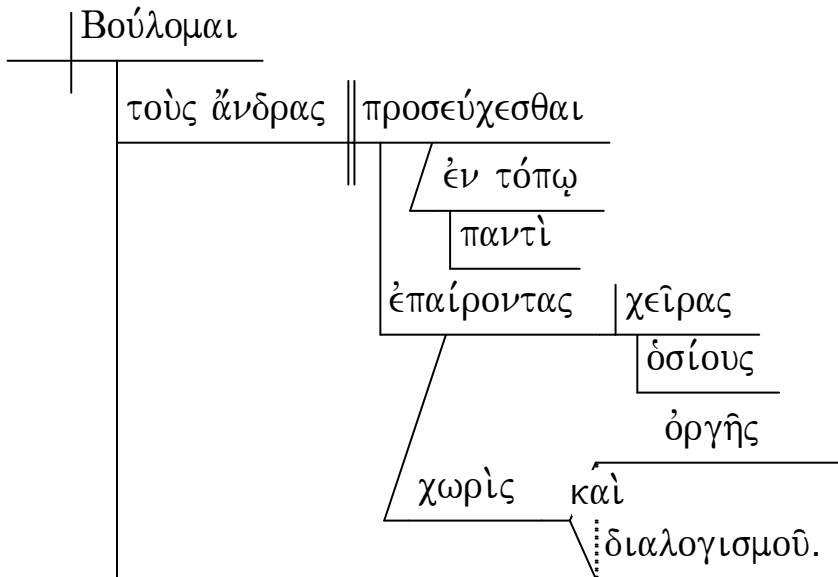 Βούλομαι
τοὺς ἄνδρας προσεύχεσθαι
ἐν τόπῳ
παντὶ
ἐπαίροντας χεῖρας
ὁσίους
ὀργῆς
χωρὶς καὶ
διαλογισμοῦ.